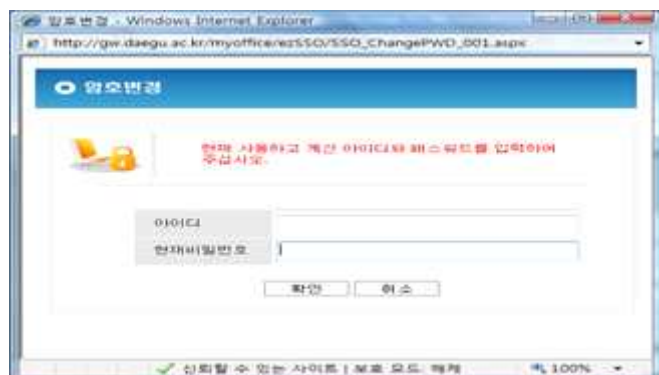 암호변경 - Windows Internet Explorer
http://gw.daegu.ac.kr/myoffice/ezSSO/SSO_ChangePWD_001.aspx
암호변경
현재 사용하고 계신 아이디와 패스워드를 입력하여
주십시오.
아이디
현재비밀번호
확인 취소
신뢰할 수 있는 사이트 | 보호 모드: 해제 100%